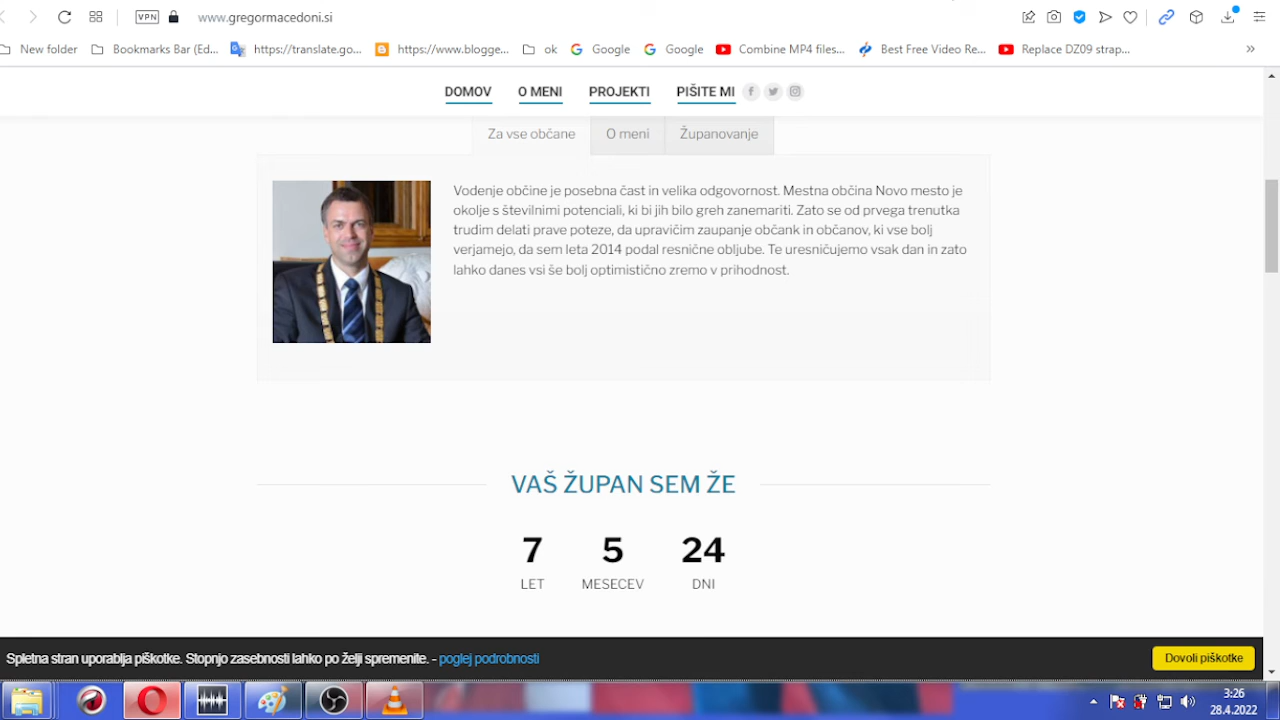 VPN
www.gregormacedoni.si
New folder
Bookmarks Bar (Ed...
https://translate.go...
https://www.blogge...
ok
Google
Google
Combine MP4 files...
Best Free Video Re...
Replace DZ09 strap...
»
DOMOV
O MENI
PROJEKTI
PIŠITE MI
Za vse občane
O meni
Županovanje
Vodenje občine je posebna čast in velika odgovornost. Mestna občina Novo mesto je
okolje s številnimi potenciali, ki bi jih bilo greh zanemariti. Zato se od prvega trenutka
trudim delati prave poteze, da upravičim zaupanje občank in občanov, ki vse bolj
verjamejo, da sem leta 2014 podal resnične obljube. Te uresničujemo vsak dan in zato
lahko danes vsi še bolj optimistično zremo v prihodnost.
VAŠ ŽUPAN SEM ŽE
7 5 24
LET MESECEV DNI
Spletna stran uporablja piškotke. Stopnjo zasebnosti lahko po želji spremenite. - poglej podrobnosti
Dovoli piškotke
3:26
28.4.2022